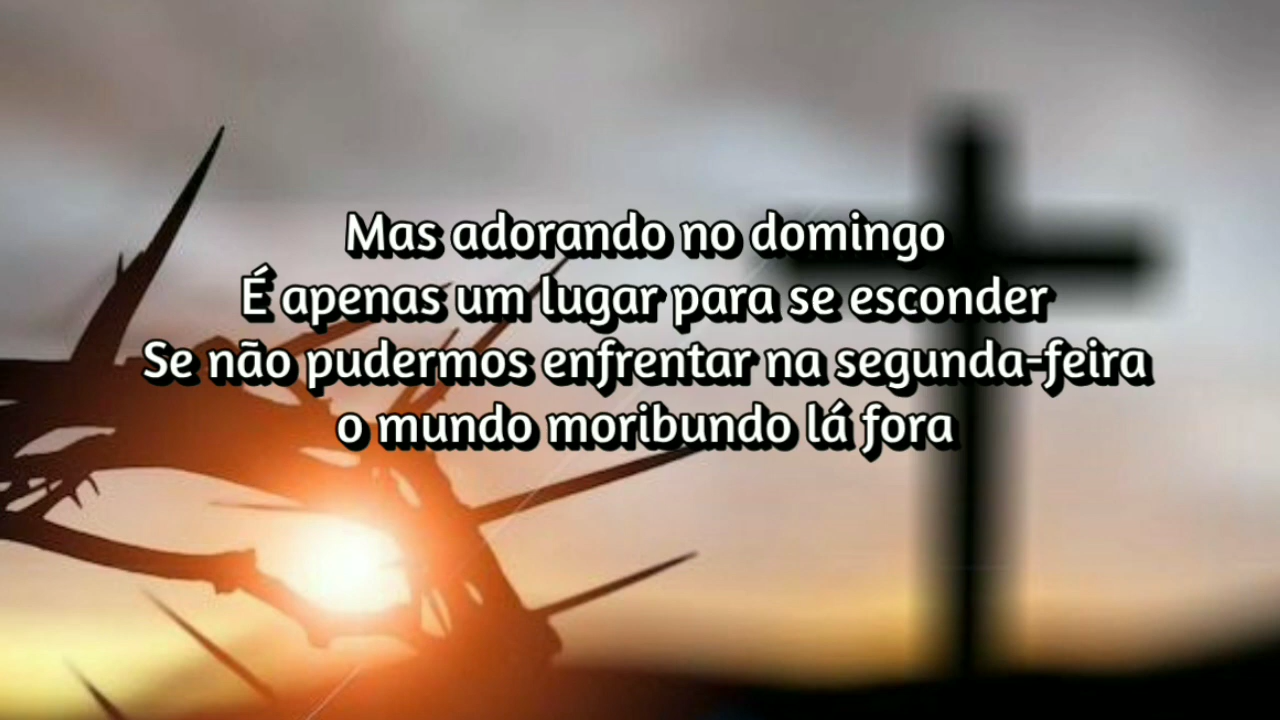 Mas adorando no domingo
É apenas um lugar para se esconder
Se não pudermos enfrentar na segunda-feira
o mundo moribundo lá fora